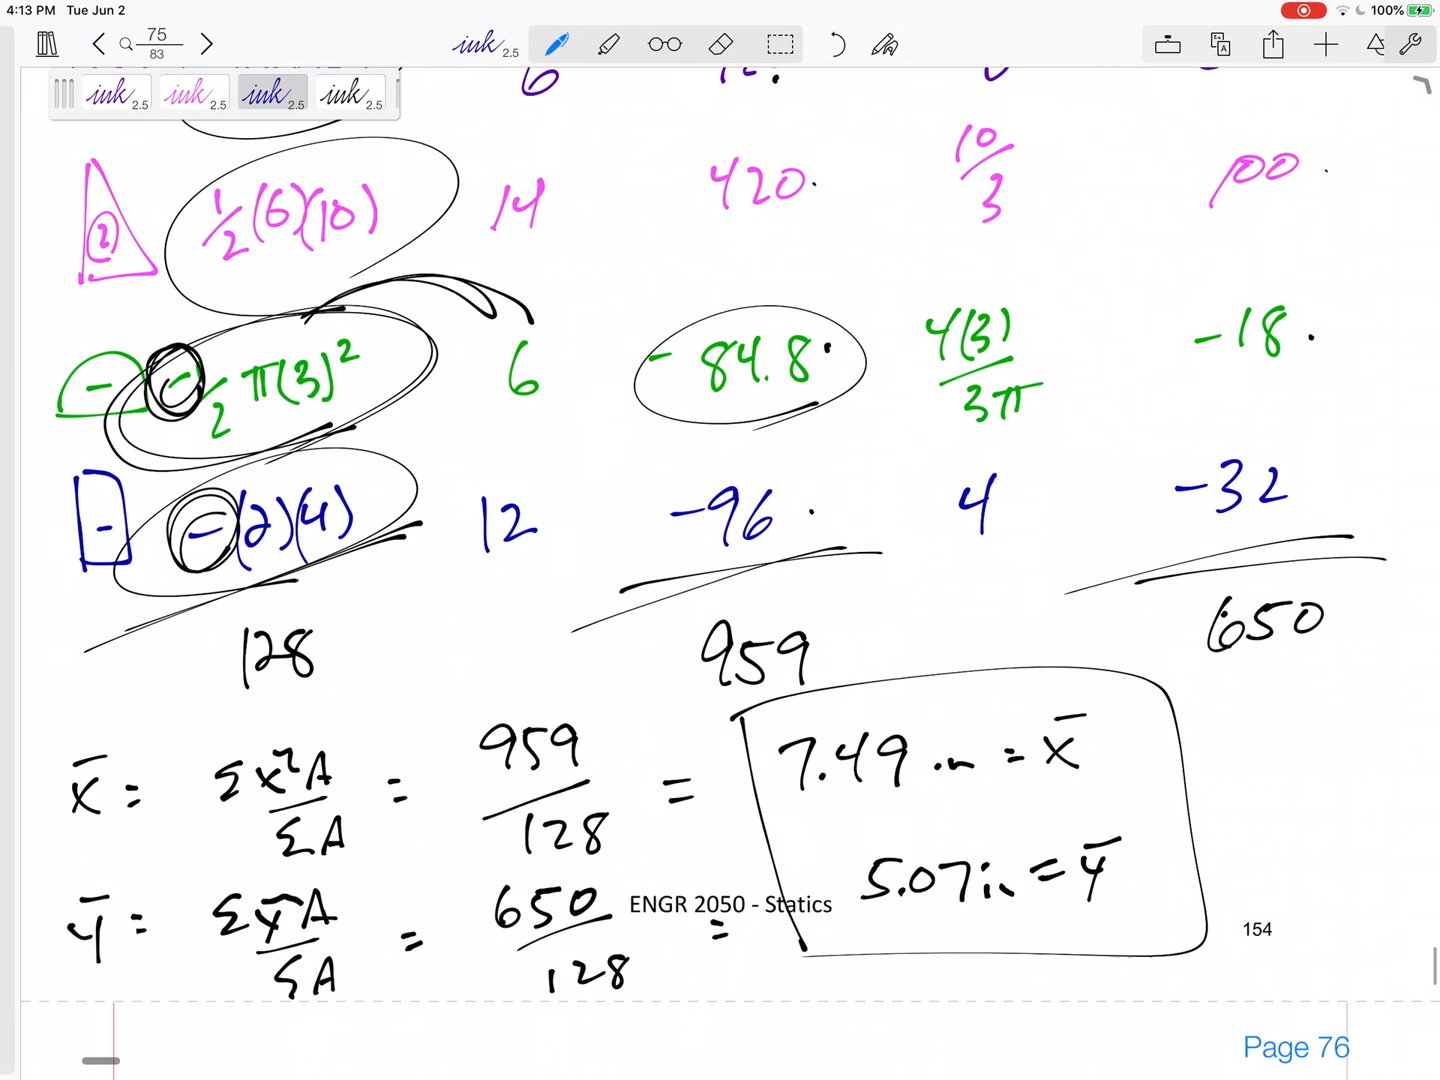 4:13 PM Tue Jun 2 100%
75
83
ink 2.5
ink 2.5 ink 2.5 ink 2.5 ink 2.5
6
2 1/2 (6)(10) 14 420. 10/3 100 .
- -1/2 π(3)² 6 -84.8 . 4(3)/3π -18 .
- -(2)(4) 12 -96 . 4 -32
128 959 650
x̄ = Σx̃A/ΣA = 959/128 = 7.49 in = x̄
ȳ = ΣỹA/ΣA = 650/128 = 5.07 in = ȳ
ENGR 2050 - Statics
154
Page 76